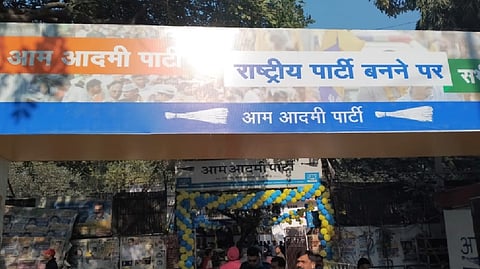 आम आदमी पार्टी राष्ट्रीय पार्टी बनने पर
आम आदमी पार्टी
आम आदमी पार्टी